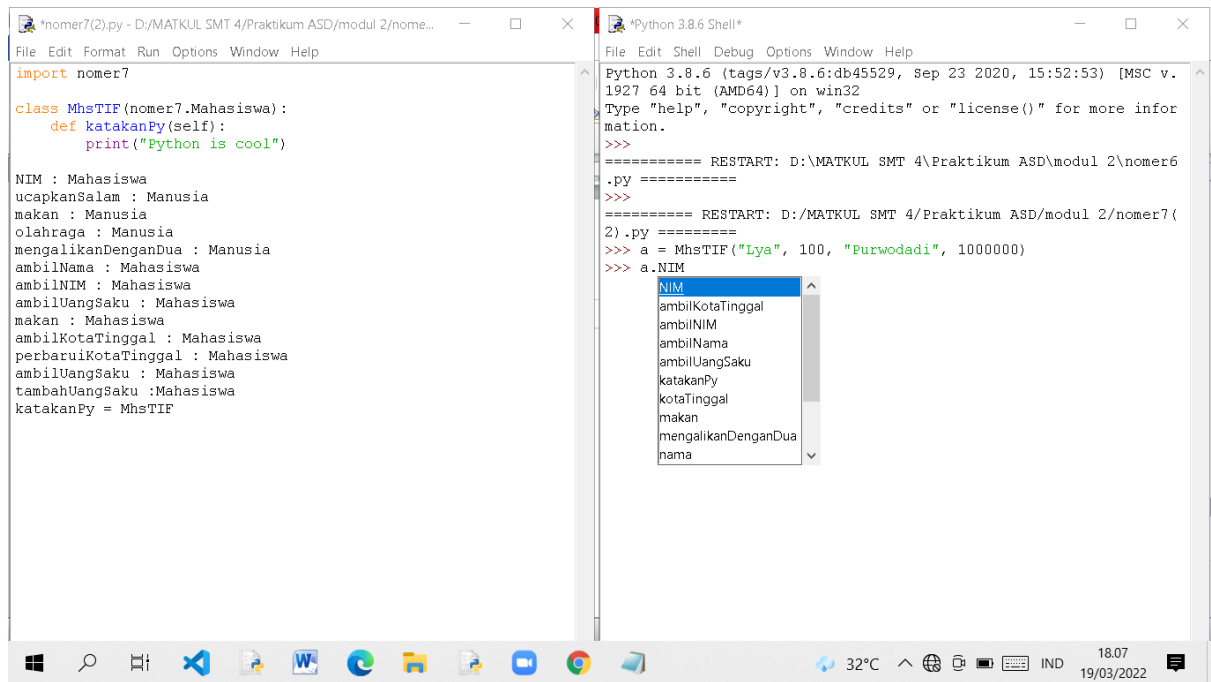 *nomer7(2).py - D:/MATKUL SMT 4/Praktikum ASD/modul 2/nome...
File Edit Format Run Options Window Help
import nomer7
class MhsTIF(nomer7.Mahasiswa):
    def katakanPy(self):
        print("Python is cool")
NIM : Mahasiswa
ucapkanSalam : Manusia
makan : Manusia
olahraga : Manusia
mengalikanDenganDua : Manusia
ambilNama : Mahasiswa
ambilNIM : Mahasiswa
ambilUangSaku : Mahasiswa
makan : Mahasiswa
ambilKotaTinggal : Mahasiswa
perbaruiKotaTinggal : Mahasiswa
ambilUangSaku : Mahasiswa
tambahUangSaku :Mahasiswa
katakanPy = MhsTIF
*Python 3.8.6 Shell*
File Edit Shell Debug Options Window Help
Python 3.8.6 (tags/v3.8.6:db45529, Sep 23 2020, 15:52:53) [MSC v.
1927 64 bit (AMD64)] on win32
Type "help", "copyright", "credits" or "license()" for more infor
mation.
>>>
=========== RESTART: D:\MATKUL SMT 4\Praktikum ASD\modul 2\nomer6
.py ===========
>>>
========== RESTART: D:/MATKUL SMT 4/Praktikum ASD/modul 2/nomer7(
2).py =========
>>> a = MhsTIF("Lya", 100, "Purwodadi", 1000000)
>>> a.NIM
NIM
ambilKotaTinggal
ambilNIM
ambilNama
ambilUangSaku
katakanPy
kotaTinggal
makan
mengalikanDenganDua
nama
32°C
IND
18.07
19/03/2022